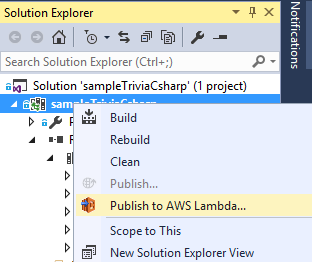 Solution Explorer
Search Solution Explorer (Ctrl+;)
Solution 'sampleTriviaCsharp' (1 project)
sampleTriviaCsharp
Build
Rebuild
Clean
Publish...
Publish to AWS Lambda...
Scope to This
New Solution Explorer View
Notifications